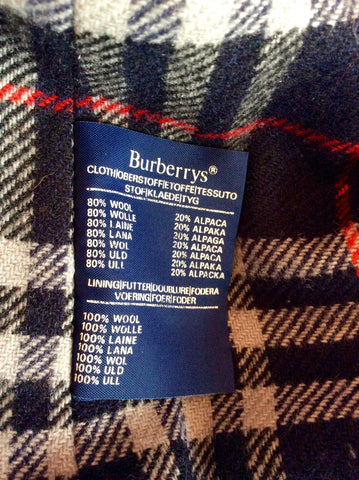 Burberrys®
CLOTH|OBERSTOFF|ETOFFE|TESSUTO
STOF|KLAEDE|TYG
80% WOOL 20% ALPACA
80% WOLLE 20% ALPAKA
80% LAINE 20% ALPAGA
80% LANA 20% ALPACA
80% WOL 20% ALPACA
80% ULD 20% ALPAKA
80% ULL 20% ALPACKA
LINING|FUTTER|DOUBLURE|FODERA
VOERING|FOER|FODER
100% WOOL
100% WOLLE
100% LAINE
100% LANA
100% WOL
100% ULD
100% ULL